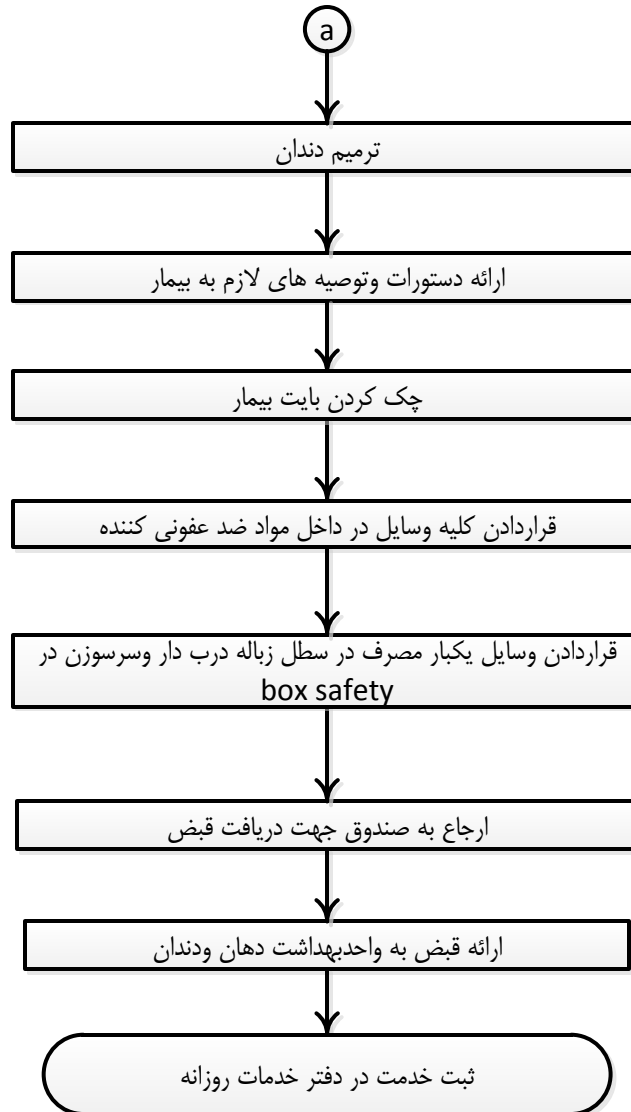 a
ترمیم دندان
ارائه دستورات وتوصیه های لازم به بیمار
چک کردن بایت بیمار
قراردادن کلیه وسایل در داخل مواد ضد عفونی کننده
قراردادن وسایل یکبار مصرف در سطل زباله درب دار وسرسوزن در
box safety
ارجاع به صندوق جهت دریافت قبض
ارائه قبض به واحدبهداشت دهان ودندان
ثبت خدمت در دفتر خدمات روزانه